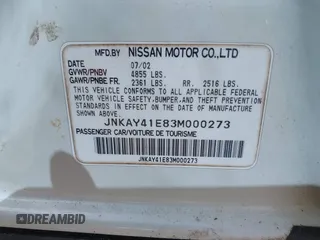 MFD.BY NISSAN MOTOR CO.,LTD
DATE 07/02
GVWR/PNBV 4855 LBS.
GAWR/PNBE FR. 2361 LBS. RR. 2516 LBS.
THIS VEHICLE CONFORMS TO ALL APPLICABLE FEDERAL
MOTOR VEHICLE SAFETY,BUMPER,AND THEFT PREVENTION
STANDARDS IN EFFECT ON THE DATE OF MANUFACTURE
SHOWN ABOVE.
JNKAY41E83M000273
PASSENGER CAR/VOITURE DE TOURISME
JNKAY41E83M000273
©DREAMBID